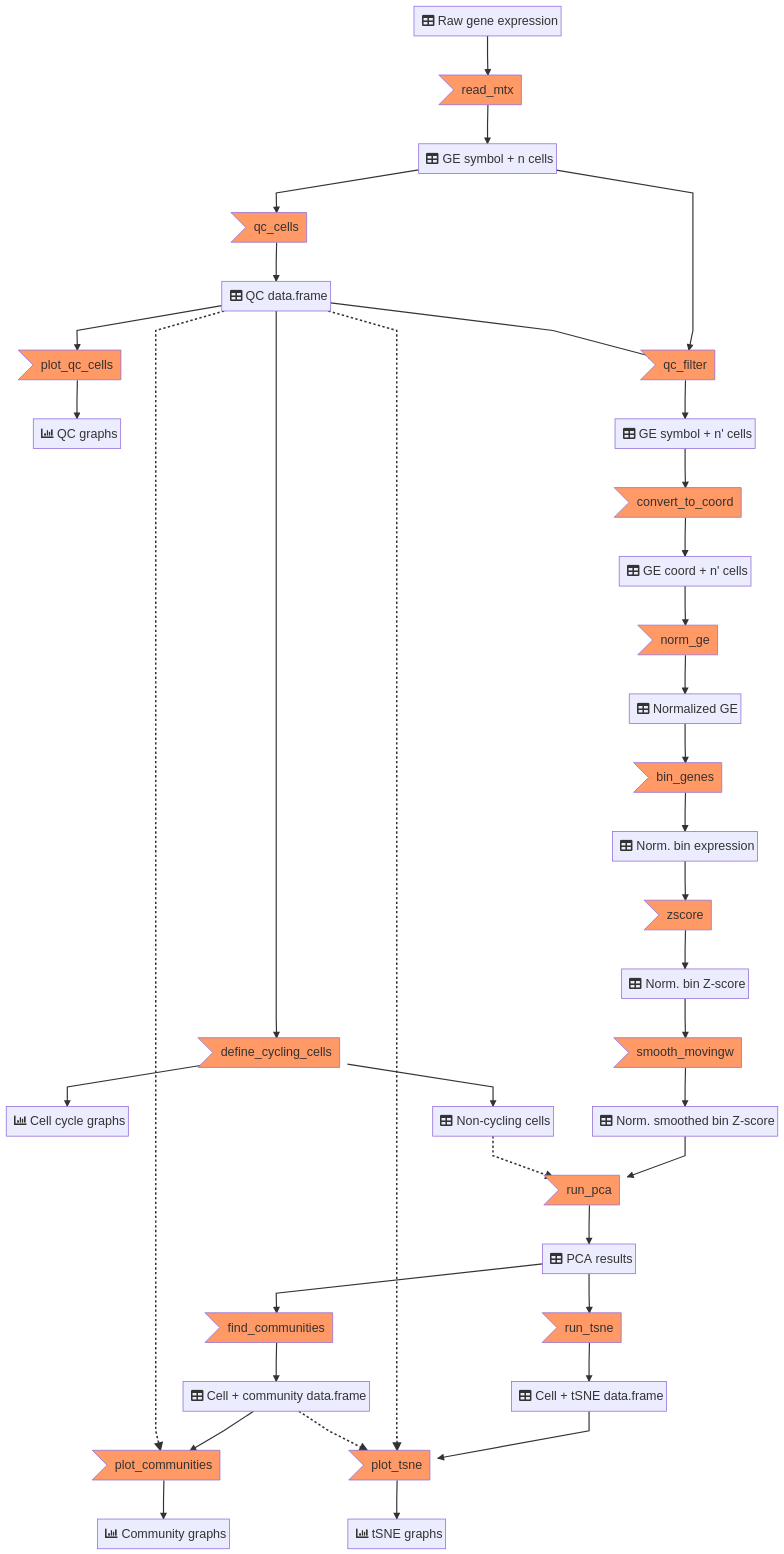 Raw gene expression
read_mtx
GE symbol + n cells
qc_cells
QC data.frame
plot_qc_cells
qc_filter
QC graphs
GE symbol + n' cells
convert_to_coord
GE coord + n' cells
norm_ge
Normalized GE
bin_genes
Norm. bin expression
zscore
Norm. bin Z-score
define_cycling_cells
smooth_movingw
Cell cycle graphs
Non-cycling cells
Norm. smoothed bin Z-score
run_pca
PCA results
find_communities
run_tsne
Cell + community data.frame
Cell + tSNE data.frame
plot_communities
plot_tsne
Community graphs
tSNE graphs